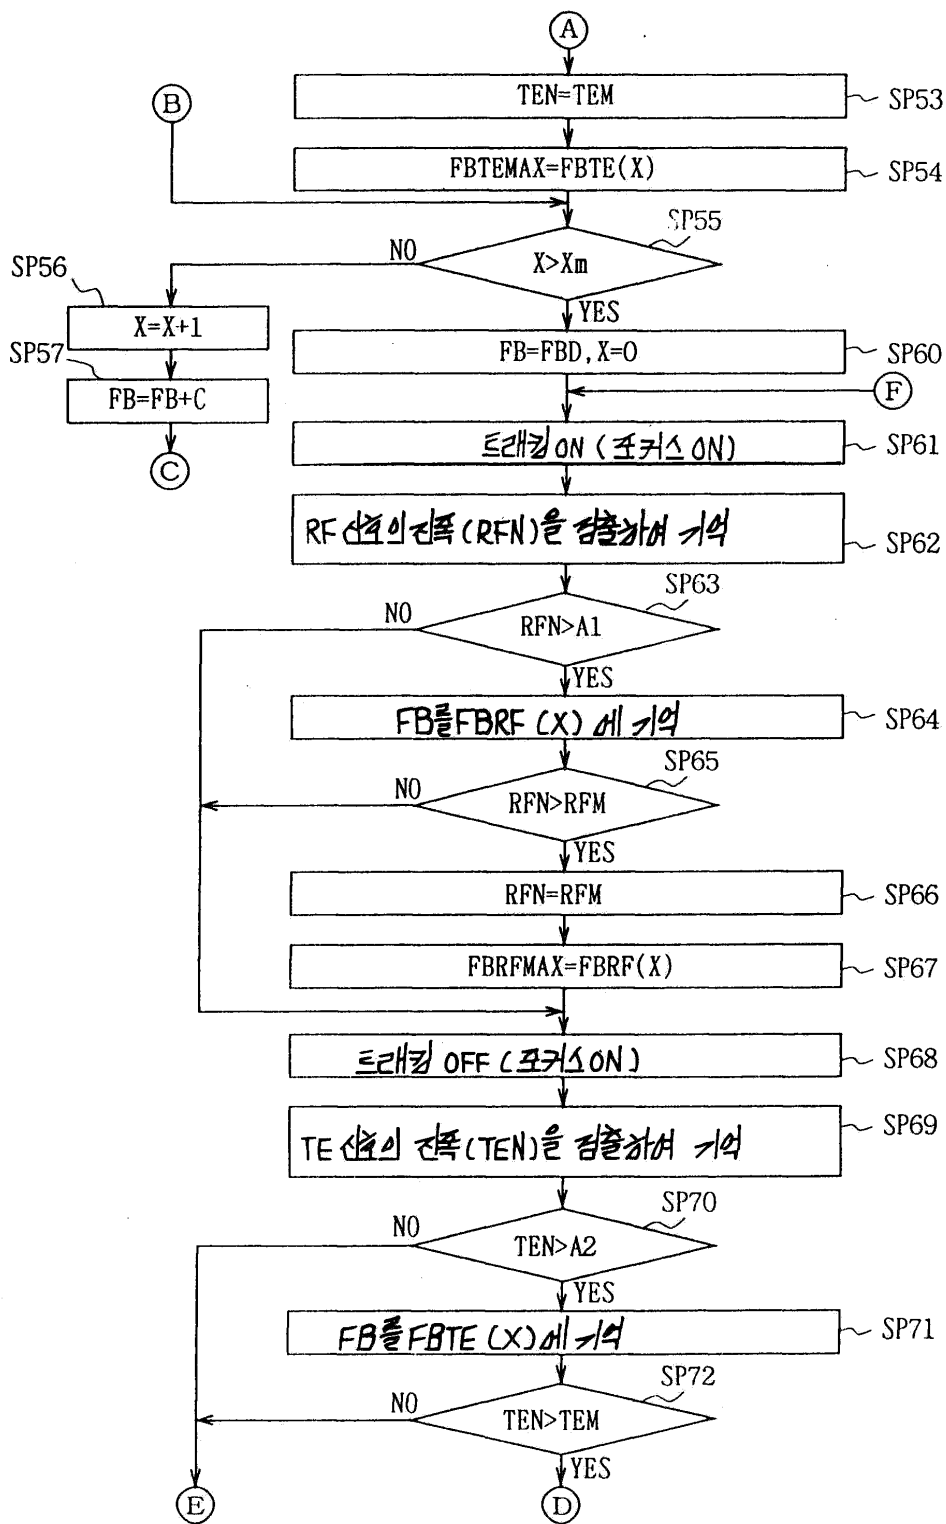 A
TEN=TEM
SP53
B
FBTEMAX=FBTE(X)
SP54
SP55
X>Xm
NO
YES
SP56
X=X+1
SP57
FB=FB+C
C
FB=FBD,X=0
SP60
F
트래킹 ON (포커스 ON)
SP61
RF 신호의 진폭(RFN)을 검출하여 기억
SP62
SP63
NO
RFN>A1
YES
FB를 FBRF (X) 에 기억
SP64
SP65
NO
RFN>RFM
YES
RFN=RFM
SP66
FBRFMAX=FBRF(X)
SP67
트래킹 OFF (포커스 ON)
SP68
TE 신호의 진폭(TEN)을 검출하여 기억
SP69
SP70
NO
TEN>A2
YES
FB를 FBTE (X)에 기억
SP71
SP72
NO
TEN>TEM
YES
E
D